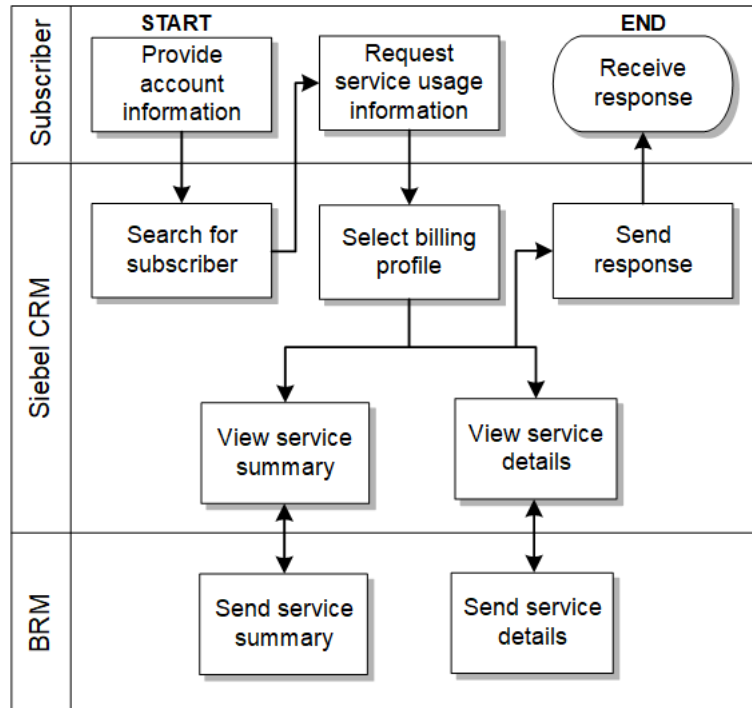 START
END
Subscriber
Provide
account
information
Request
service usage
information
Receive
response
Siebel CRM
Search for
subscriber
Select billing
profile
Send
response
View service
summary
View service
details
BRM
Send service
summary
Send service
details